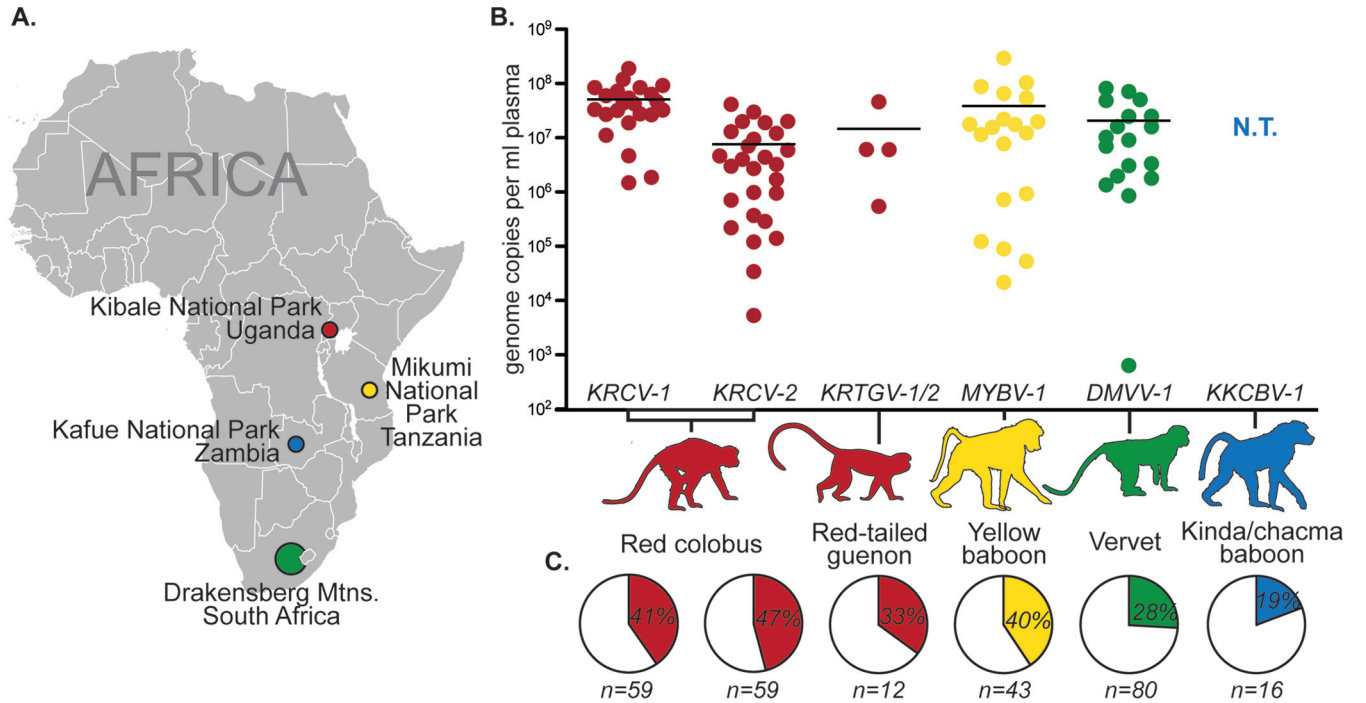 A.
AFRICA
Kibale National Park
Uganda
Mikumi
National
Park
Tanzania
Kafue National Park
Zambia
Drakensberg Mtns.
South Africa
B.
genome copies per ml plasma
10⁹
10⁸
10⁷
10⁶
10⁵
10⁴
10³
10²
N.T.
KRCV-1 KRCV-2 KRTGV-1/2 MYBV-1 DMVV-1 KKCBV-1
Red colobus
Red-tailed
guenon
Yellow
baboon
Vervet
Kinda/chacma
baboon
C.
41% 47% 33% 40% 28% 19%
n=59 n=59 n=12 n=43 n=80 n=16